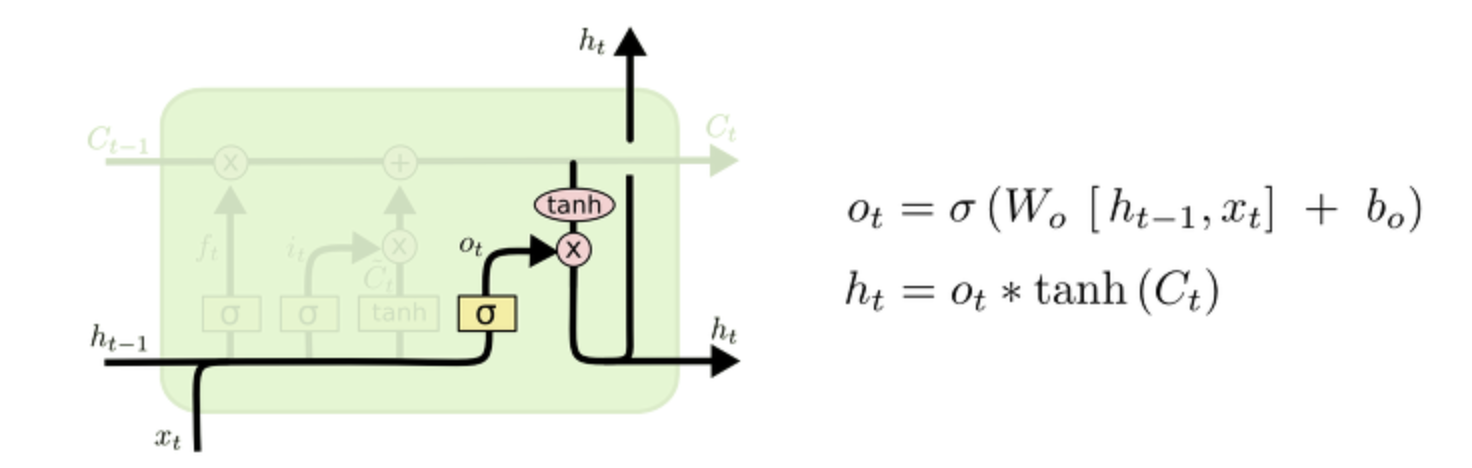 h_t
C_{t-1}
C_t
x
+
tanh
f_t
i_t
x
o_t
x
C̃_t
σ
σ
tanh
σ
h_{t-1}
h_t
x_t
o_t = σ (W_o [h_{t-1}, x_t] + b_o)
h_t = o_t * tanh (C_t)